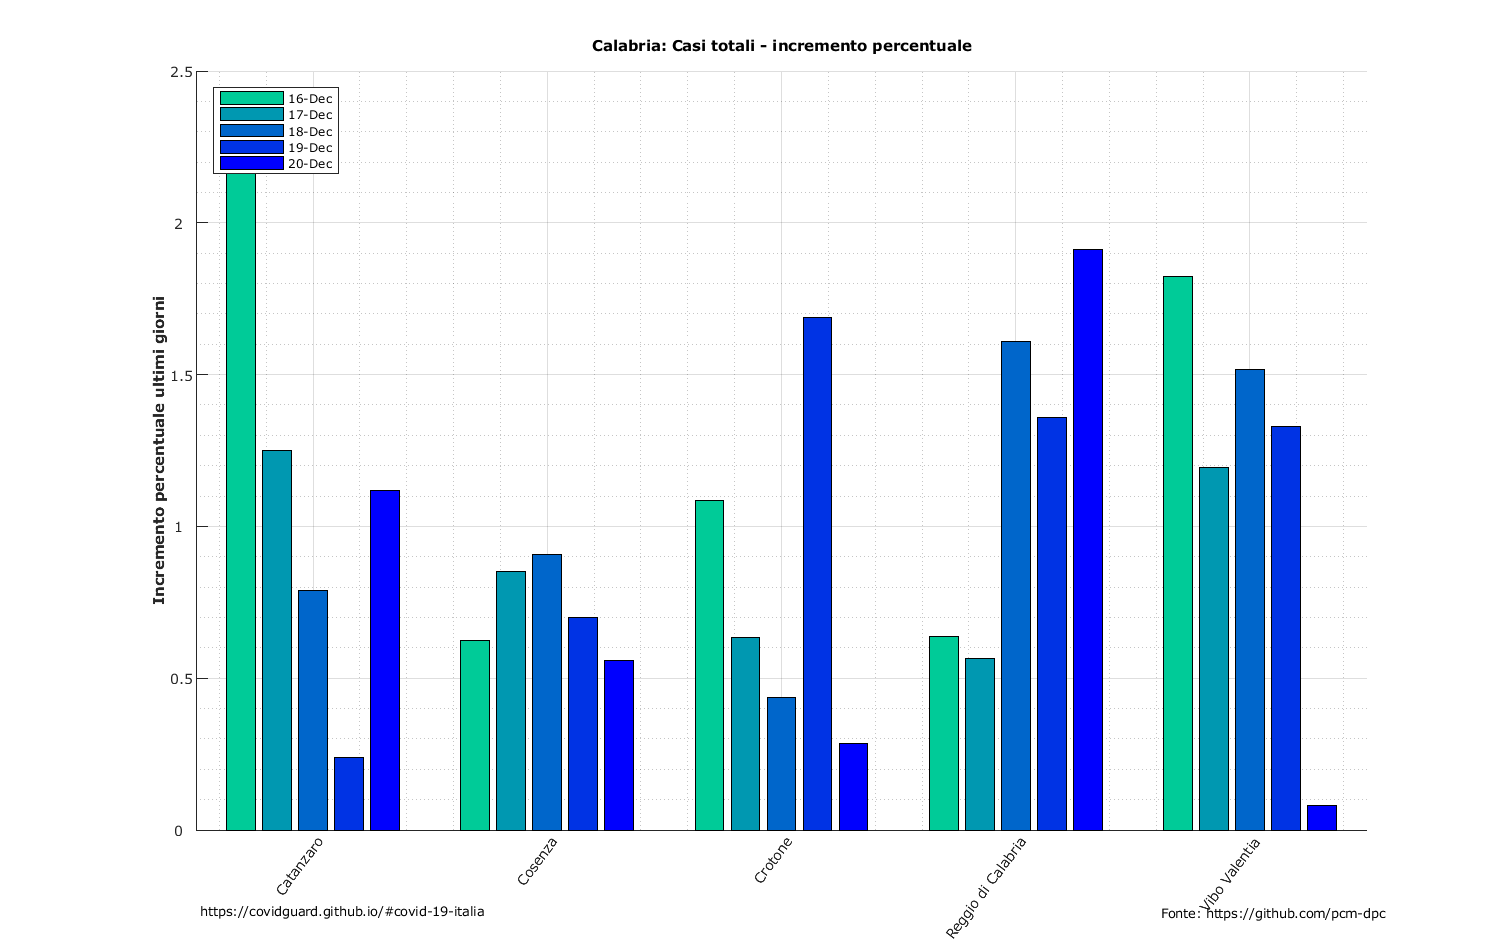 Calabria: Casi totali - incremento percentuale
2.5
2
1.5
1
0.5
0
Incremento percentuale ultimi giorni
16-Dec
17-Dec
18-Dec
19-Dec
20-Dec
Catanzaro
Cosenza
Crotone
Reggio di Calabria
Vibo Valentia
https://covidguard.github.io/#covid-19-italia
Fonte: https://github.com/pcm-dpc